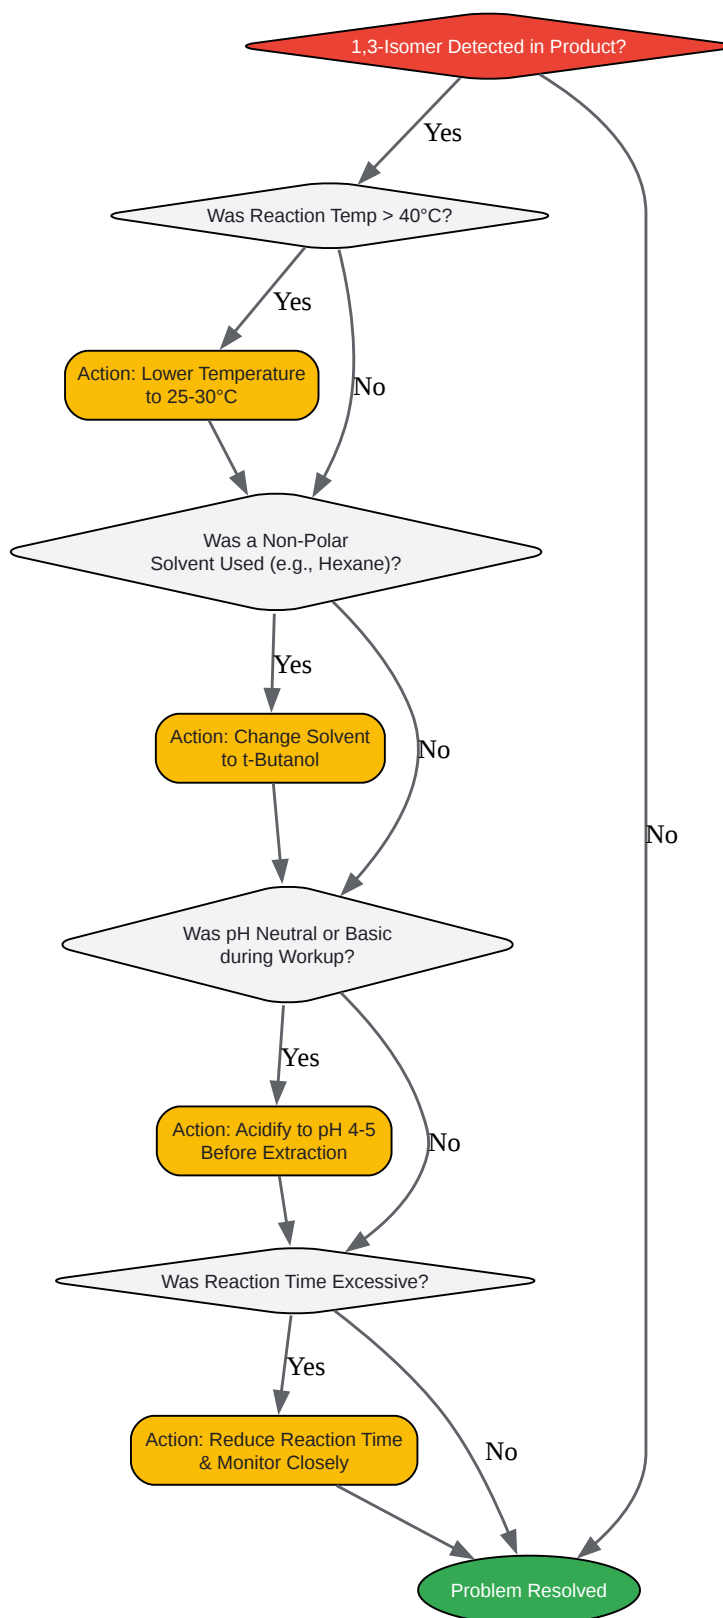 1,3-Isomer Detected in Product?
Yes
Was Reaction Temp > 40°C?
Yes
Action: Lower Temperature
to 25-30°C
No
Was a Non-Polar
Solvent Used (e.g., Hexane)?
Yes
Action: Change Solvent
to t-Butanol
No
No
Was pH Neutral or Basic
during Workup?
Yes
Action: Acidify to pH 4-5
Before Extraction
No
Was Reaction Time Excessive?
Yes
Action: Reduce Reaction Time
& Monitor Closely
No
Problem Resolved